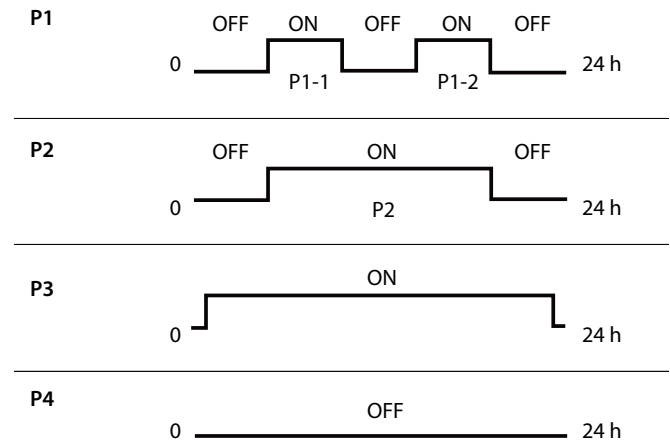 P1
OFF ON OFF ON OFF
0 P1-1 P1-2 24 h
P2
OFF ON OFF
0 P2 24 h
P3
ON
0 24 h
P4
OFF
0 24 h